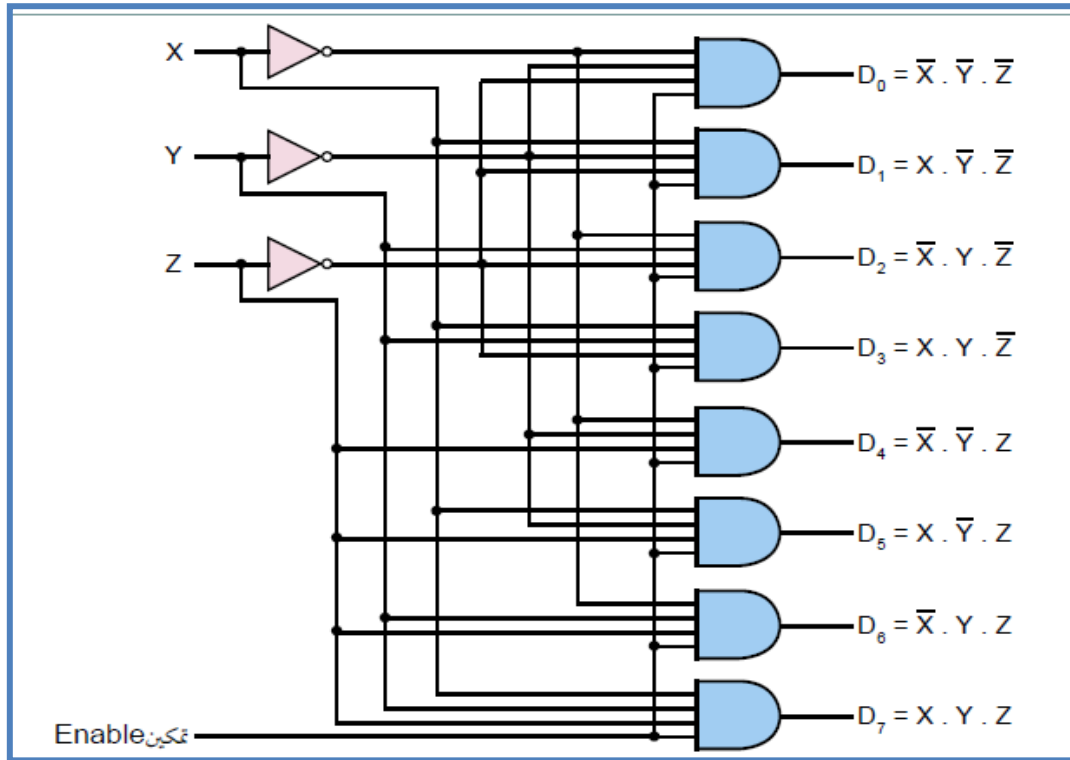 X
D₀ = X̅ . Y̅ . Z̅
Y
D₁ = X . Y̅ . Z̅
Z
D₂ = X̅ . Y . Z̅
D₃ = X . Y . Z̅
D₄ = X̅ . Y̅ . Z
D₅ = X . Y̅ . Z
D₆ = X̅ . Y . Z
D₇ = X . Y . Z
Enable تمكين